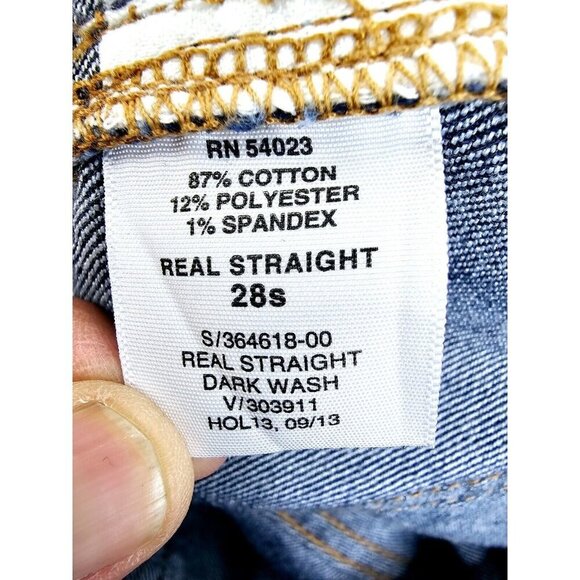 RN 54023
87% COTTON
12% POLYESTER
1% SPANDEX
REAL STRAIGHT
28s
S/364618-00
REAL STRAIGHT
DARK WASH
V/303911
HOL13, 09/13